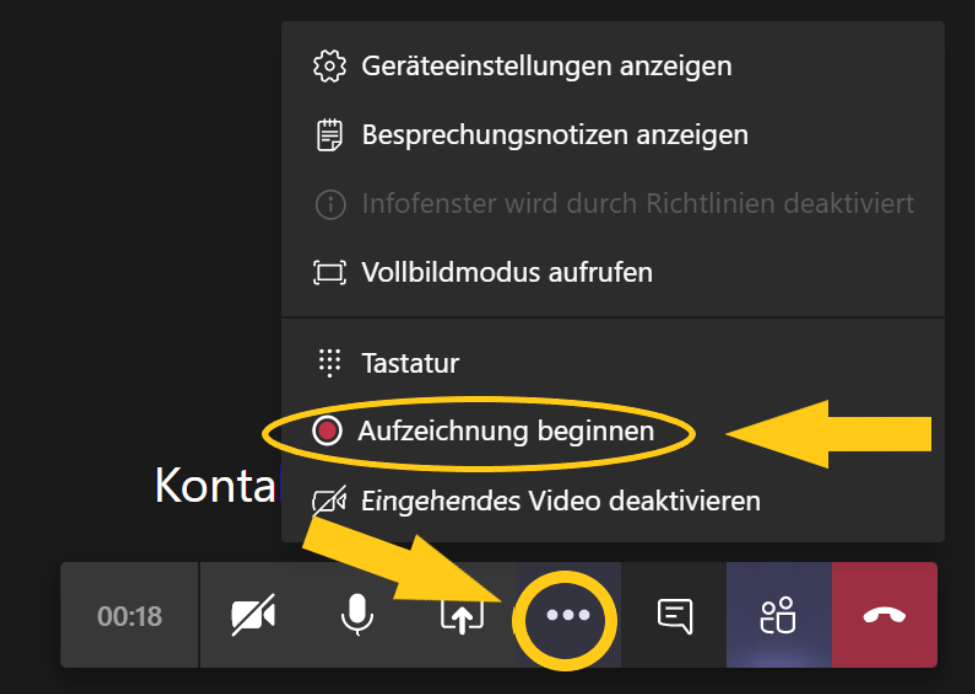 Geräteeinstellungen anzeigen
Besprechungsnotizen anzeigen
Infofenster wird durch Richtlinien deaktiviert
Vollbildmodus aufrufen
Tastatur
Aufzeichnung beginnen
Konta
Eingehendes Video deaktivieren
00:18